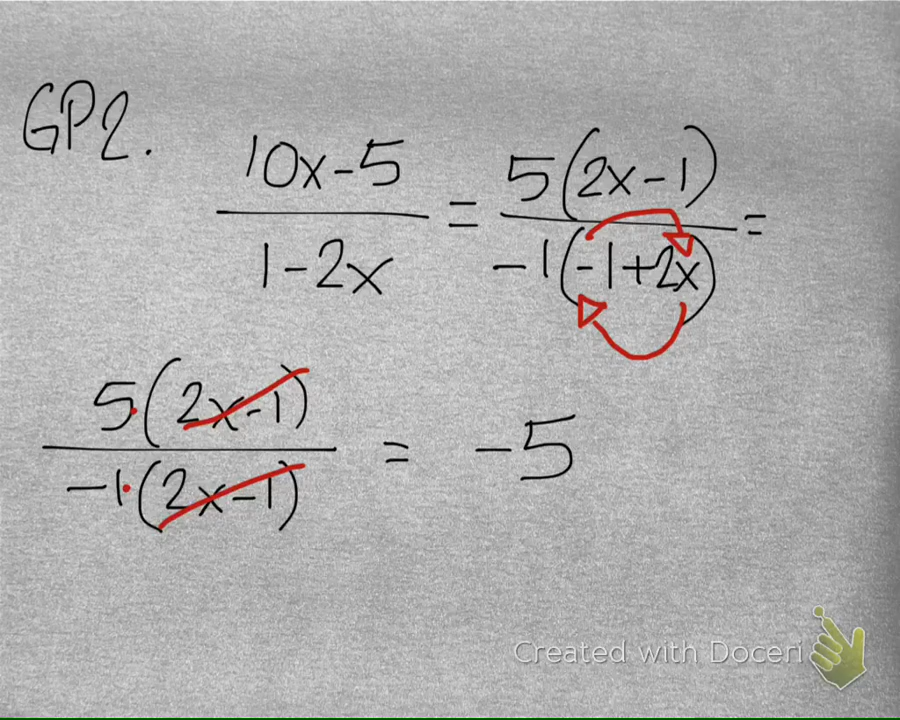 GP2.
10x-5 / 1-2x = 5(2x-1) / -1(-1+2x) =
5·(2x-1) / -1·(2x-1) = -5
Created with Doceri